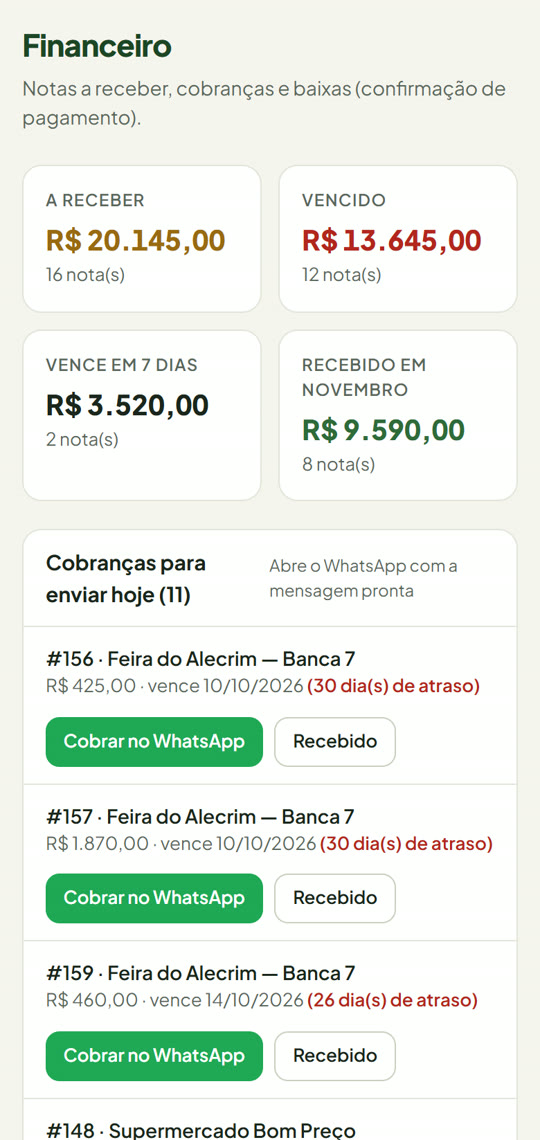 Financeiro
Notas a receber, cobranças e baixas (confirmação de
pagamento).
A RECEBER
R$ 20.145,00
16 nota(s)
VENCIDO
R$ 13.645,00
12 nota(s)
VENCE EM 7 DIAS
R$ 3.520,00
2 nota(s)
RECEBIDO EM
NOVEMBRO
R$ 9.590,00
8 nota(s)
Cobranças para
enviar hoje (11)
Abre o WhatsApp com a
mensagem pronta
#156 · Feira do Alecrim — Banca 7
R$ 425,00 · vence 10/10/2026 (30 dia(s) de atraso)
Cobrar no WhatsApp
Recebido
#157 · Feira do Alecrim — Banca 7
R$ 1.870,00 · vence 10/10/2026 (30 dia(s) de atraso)
Cobrar no WhatsApp
Recebido
#159 · Feira do Alecrim — Banca 7
R$ 460,00 · vence 14/10/2026 (26 dia(s) de atraso)
Cobrar no WhatsApp
Recebido
#148 · Supermercado Bom Preço